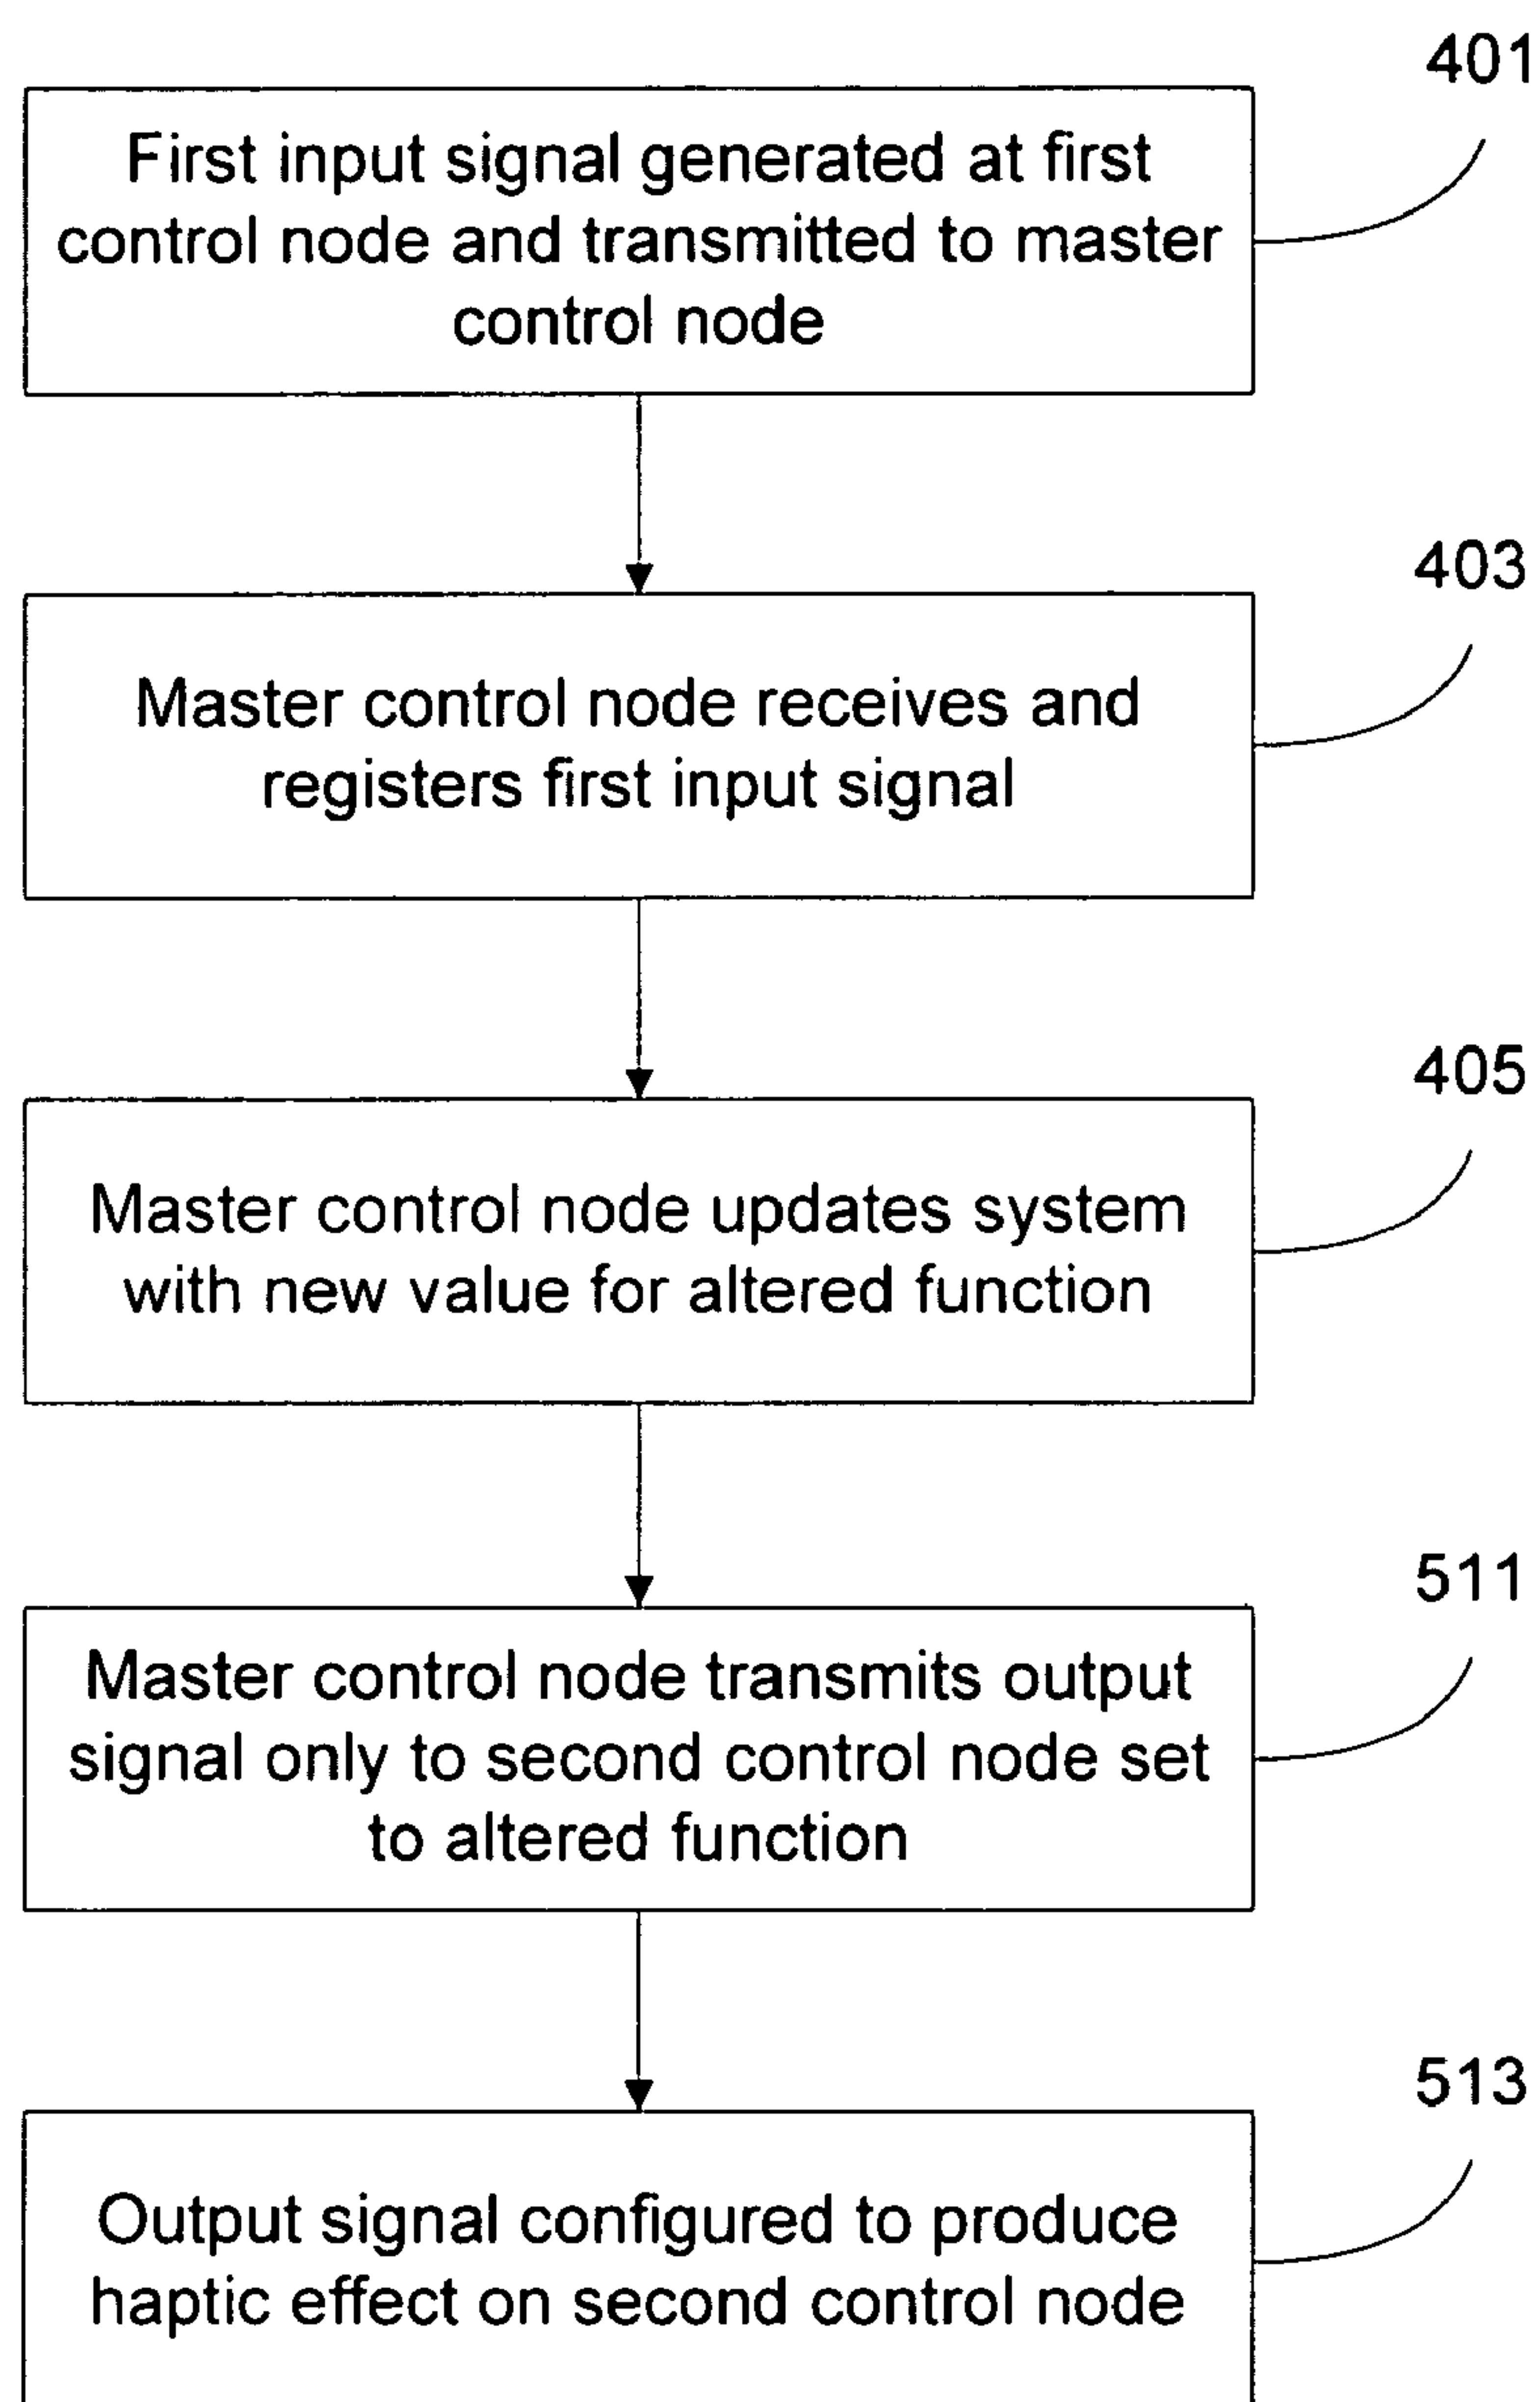 401
First input signal generated at first
control node and transmitted to master
control node
403
Master control node receives and
registers first input signal
405
Master control node updates system
with new value for altered function
511
Master control node transmits output
signal only to second control node set
to altered function
513
Output signal configured to produce
haptic effect on second control node